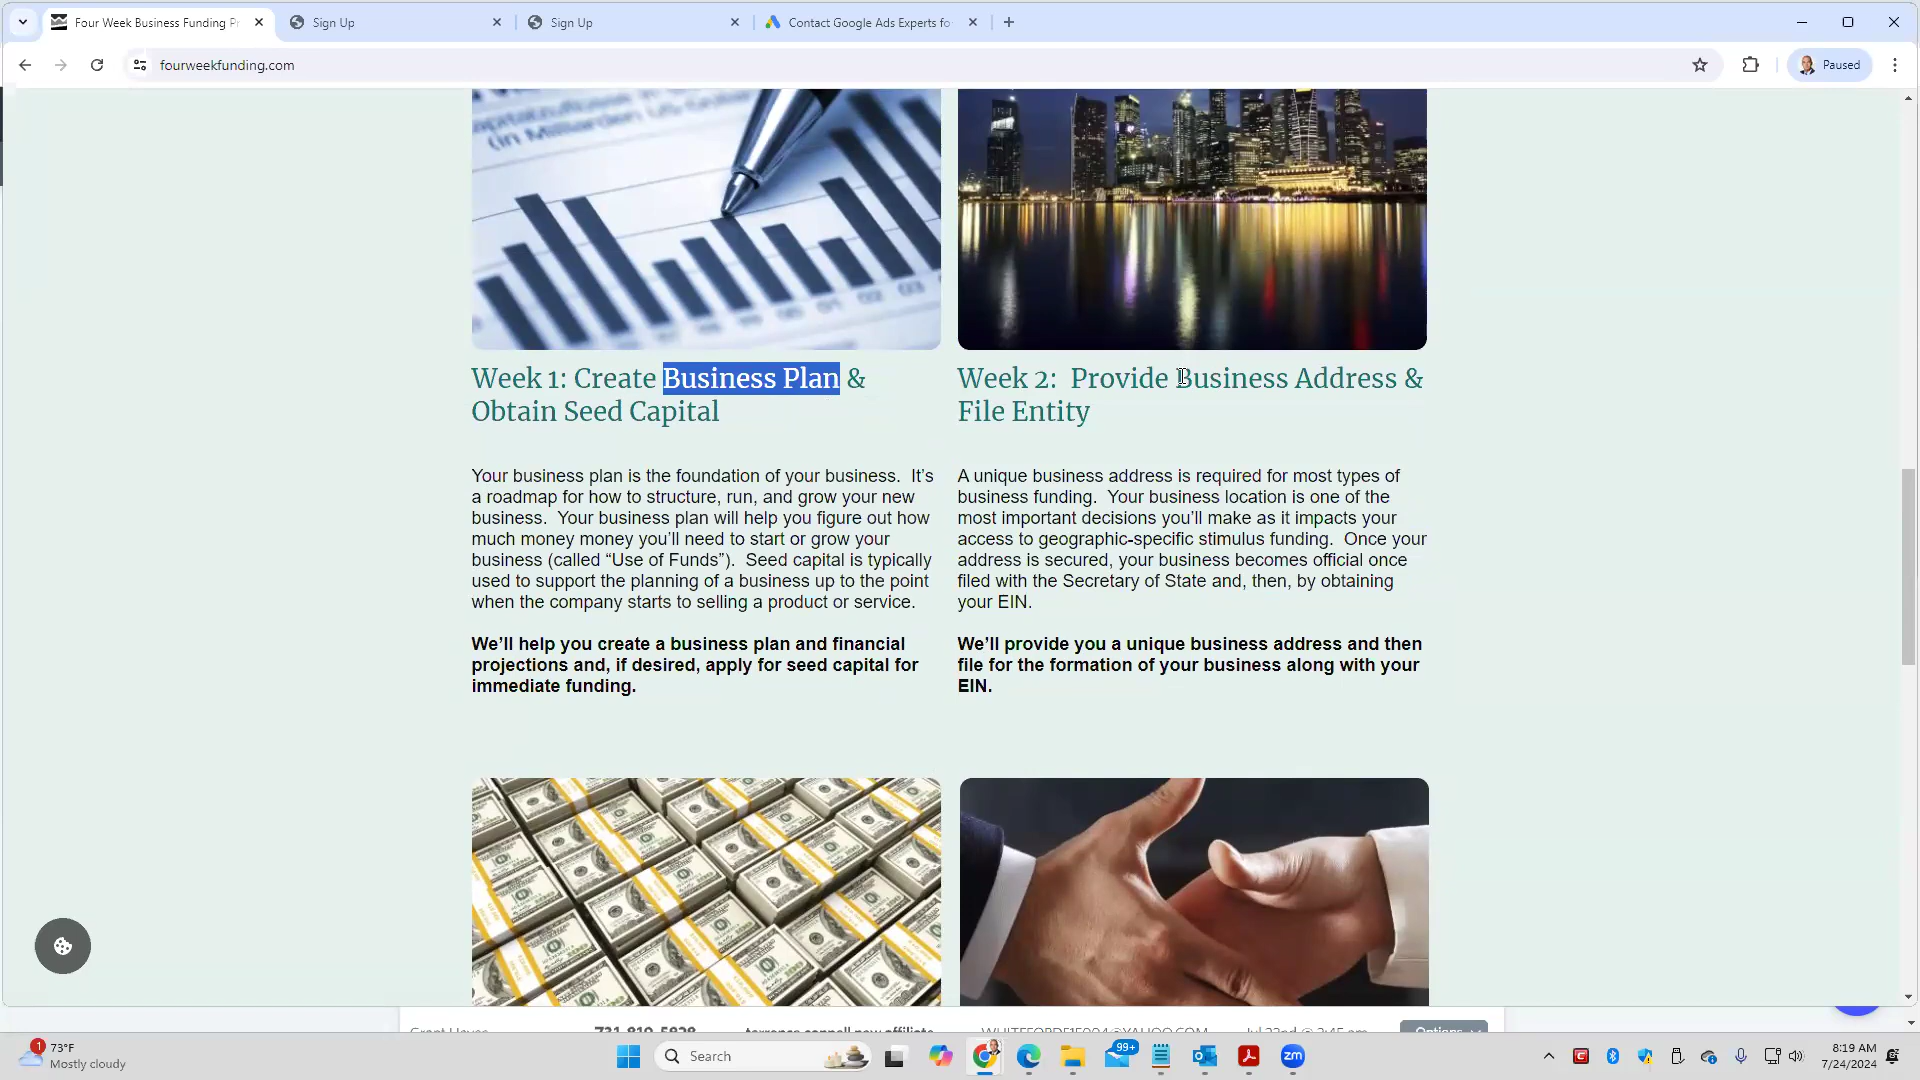 Four Week Business Funding Pr
Sign Up
Sign Up
Contact Google Ads Experts fo
fourweekfunding.com
Paused
(in Milliarden US
Week 1: Create Business Plan &
Obtain Seed Capital
Your business plan is the foundation of your business.  It's
a roadmap for how to structure, run, and grow your new
business.  Your business plan will help you figure out how
much money money you'll need to start or grow your
business (called “Use of Funds”).  Seed capital is typically
used to support the planning of a business up to the point
when the company starts to selling a product or service.
We'll help you create a business plan and financial
projections and, if desired, apply for seed capital for
immediate funding.
Week 2:  Provide Business Address &
File Entity
A unique business address is required for most types of
business funding.  Your business location is one of the
most important decisions you'll make as it impacts your
access to geographic-specific stimulus funding.  Once your
address is secured, your business becomes official once
filed with the Secretary of State and, then, by obtaining
your EIN.
We'll provide you a unique business address and then
file for the formation of your business along with your
EIN.
1
73°F
Mostly cloudy
Search
99+
zm
8:19 AM
7/24/2024